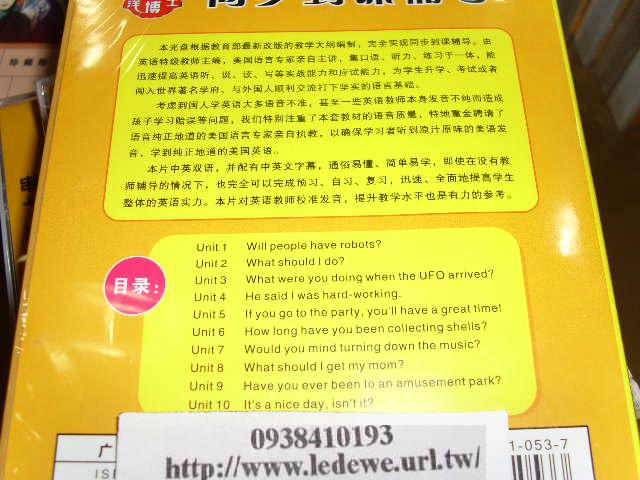 洋博士
同步到课辅导
本光盘根据教育部最新改版的教学大纲编制，完全实现同步到课辅导。由
英语特级教师主编，美国语言专家亲自主讲，集口语、听力、练习于一体，能
迅速提高英语听、说、读、写等实战能力和应试能力，为学生升学、考试或者
闯入世界著名学府、与外国人顺利交流打下坚实的语言基础。
考虑到国人学英语大多语音不准，甚至一些英语教师本身发音不纯而造成
孩子学习贻误等问题，我们特别注重了本套教材的语音质量，特地重金聘请了
语音纯正地道的美国语言专家亲自执教，以确保学习者听到原汁原味的美语发
音，学到纯正地道的美国英语。.
本片中英双语，并配有中英文字幕，通俗易懂、简单易学，即使在没有教
师辅导的情况下，也完全可以完成预习、自习、复习，迅速、全面地提高学生
整体的英语实力。本片对英语教师校准发音，提升教学水平也是有力的参考。
目录：
Unit 1 Will people have robots?
Unit 2 What should I do?
Unit 3 What were you doing when the UFO arrived?
Unit 4 He said I was hard-working.
Unit 5 If you go to the party, you'll have a great time!
Unit 6 How long have you been collecting shells?
Unit 7 Would you mind turning down the music?
Unit 8 What should I get my mom?
Unit 9 Have you ever been to an amusement park?
Unit 10 It's a nice day, isn't it?
广
1-053-7
IS
0938410193
http://www.ledewe.url.tw/
珍藏版